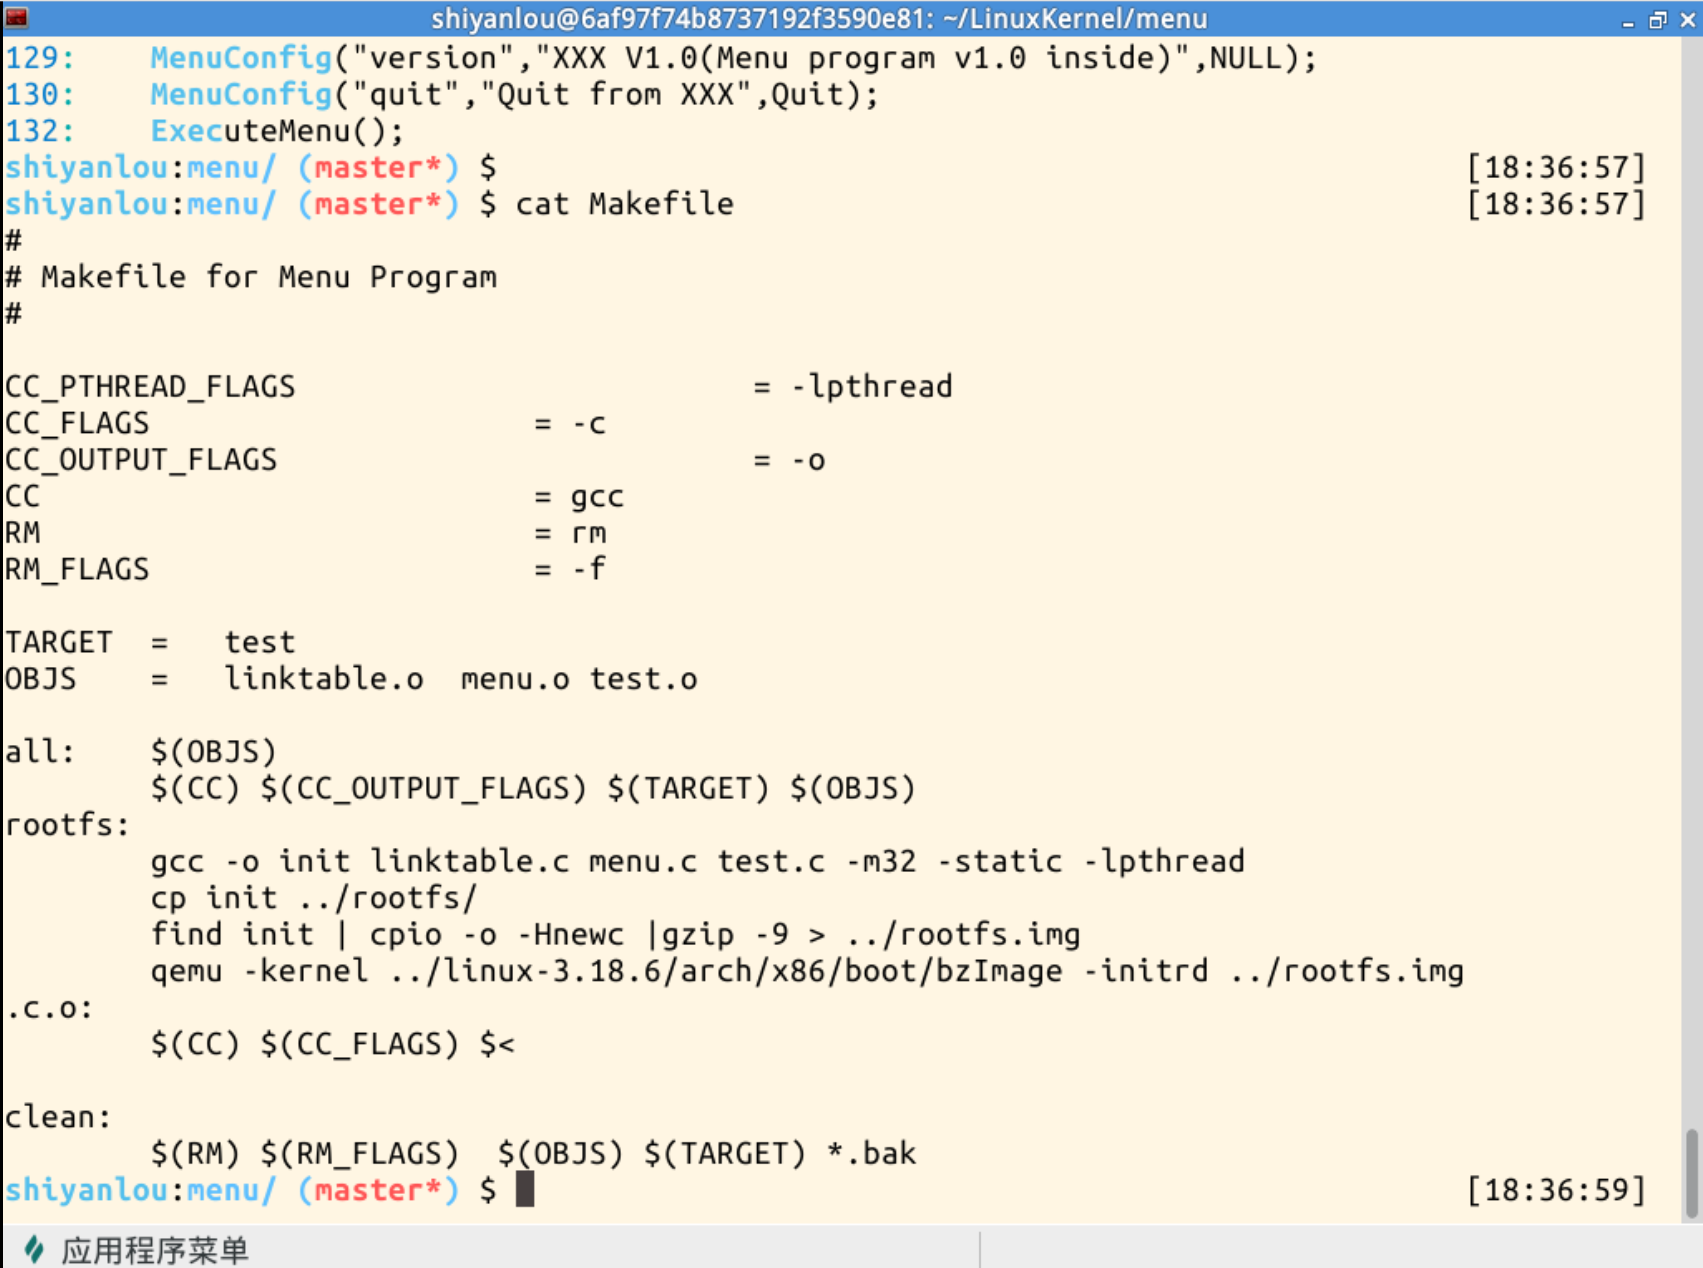 shiyanlou@6af97f74b8737192f3590e81: ~/LinuxKernel/menu
129:    MenuConfig("version","XXX V1.0(Menu program v1.0 inside)",NULL);
130:    MenuConfig("quit","Quit from XXX",Quit);
132:    ExecuteMenu();
shiyanlou:menu/ (master*) $ [18:36:57]
shiyanlou:menu/ (master*) $ cat Makefile [18:36:57]
#
# Makefile for Menu Program
#
CC_PTHREAD_FLAGS                         = -lpthread
CC_FLAGS                     = -c
CC_OUTPUT_FLAGS                          = -o
CC                           = gcc
RM                           = rm
RM_FLAGS                     = -f
TARGET  =   test
OBJS    =   linktable.o  menu.o test.o
all:    $(OBJS)
        $(CC) $(CC_OUTPUT_FLAGS) $(TARGET) $(OBJS)
rootfs:
        gcc -o init linktable.c menu.c test.c -m32 -static -lpthread
        cp init ../rootfs/
        find init | cpio -o -Hnewc |gzip -9 > ../rootfs.img
        qemu -kernel ../linux-3.18.6/arch/x86/boot/bzImage -initrd ../rootfs.img
.c.o:
        $(CC) $(CC_FLAGS) $<
clean:
        $(RM) $(RM_FLAGS)  $(OBJS) $(TARGET) *.bak
shiyanlou:menu/ (master*) $ [18:36:59]
应用程序菜单